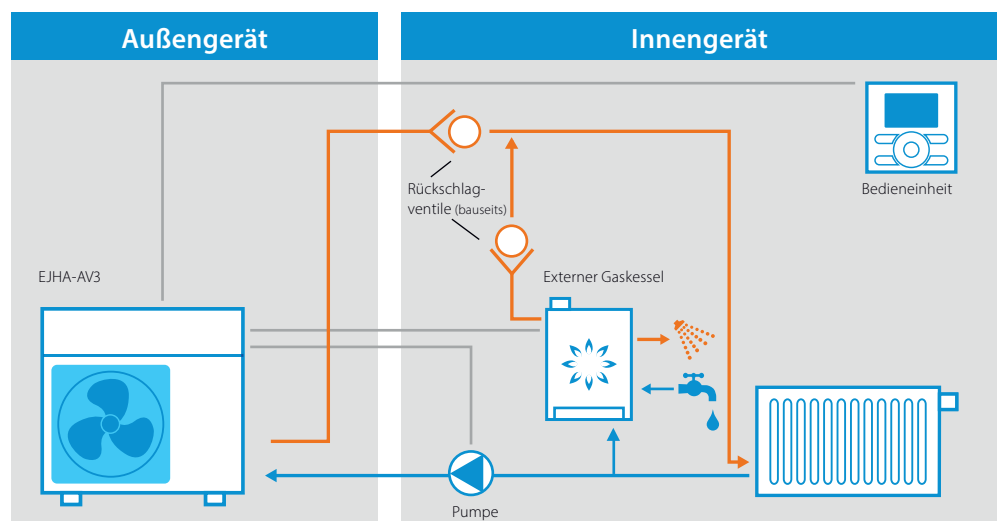 Außengerät
Innengerät
Bedieneinheit
Rückschlag-
ventile (bauseits)
EJHA-AV3
Externer Gaskessel
Pumpe